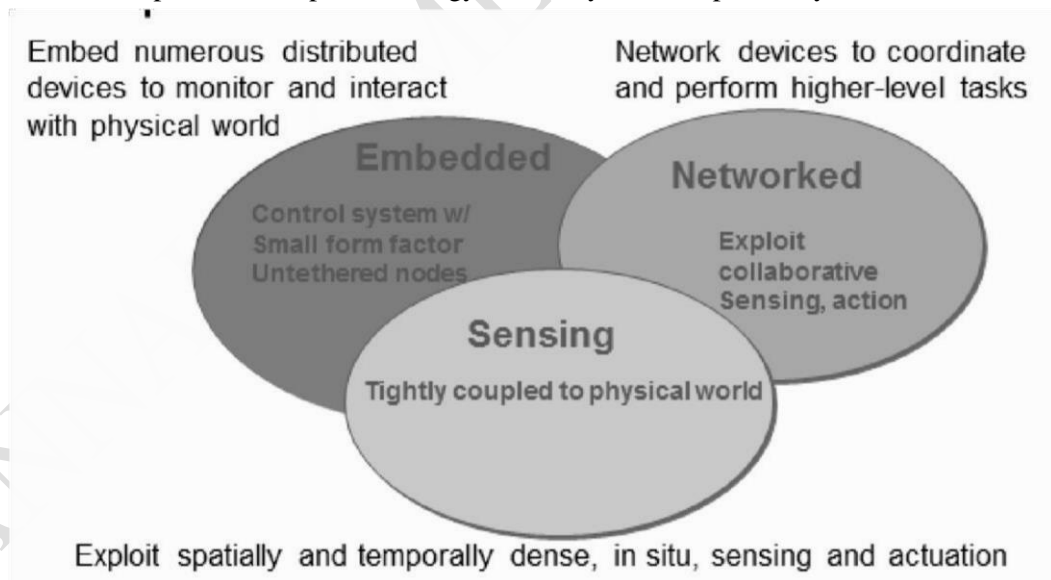 Embed numerous distributed
devices to monitor and interact
with physical world
Network devices to coordinate
and perform higher-level tasks
Embedded
Control system w/
Small form factor
Untethered nodes
Networked
Exploit
collaborative
Sensing, action
Sensing
Tightly coupled to physical world
Exploit spatially and temporally dense, in situ, sensing and actuation